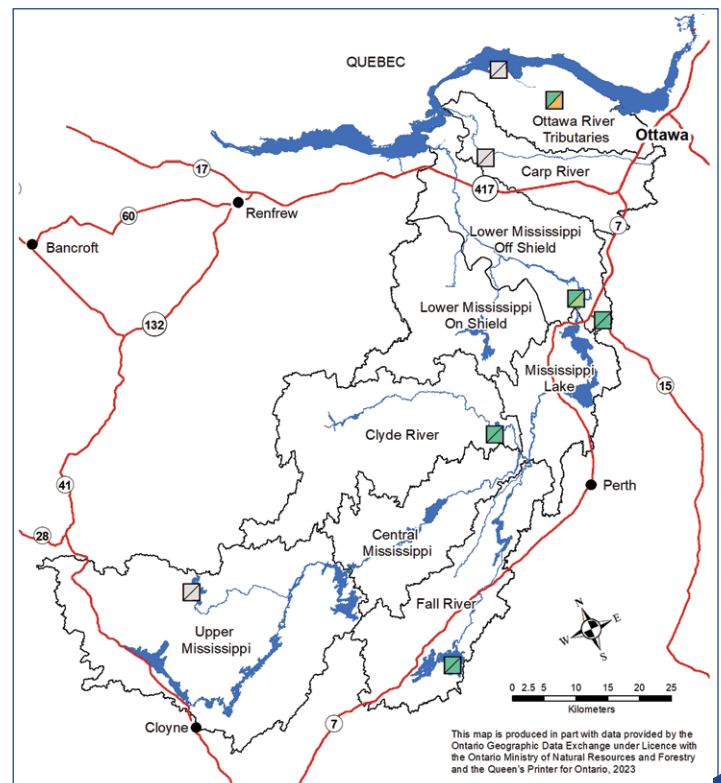 QUEBEC
Ottawa River
Tributaries
Ottawa
Carp River
17
417
60
Renfrew
7
Bancroft
Lower Mississippi
Off Shield
132
Lower Mississippi
On Shield
Mississippi
Lake
15
Clyde River
Perth
41
28
Central
Mississippi
Fall River
Upper
Mississippi
N
E
W
S
0 2.5 5 10 15 20 25
Kilometers
7
Cloyne
This map is produced in part with data provided by the
Ontario Geographic Data Exchange under Licence with
the Ontario Ministry of Natural Resources and Forestry
and the Queen's Printer for Ontario, 2023